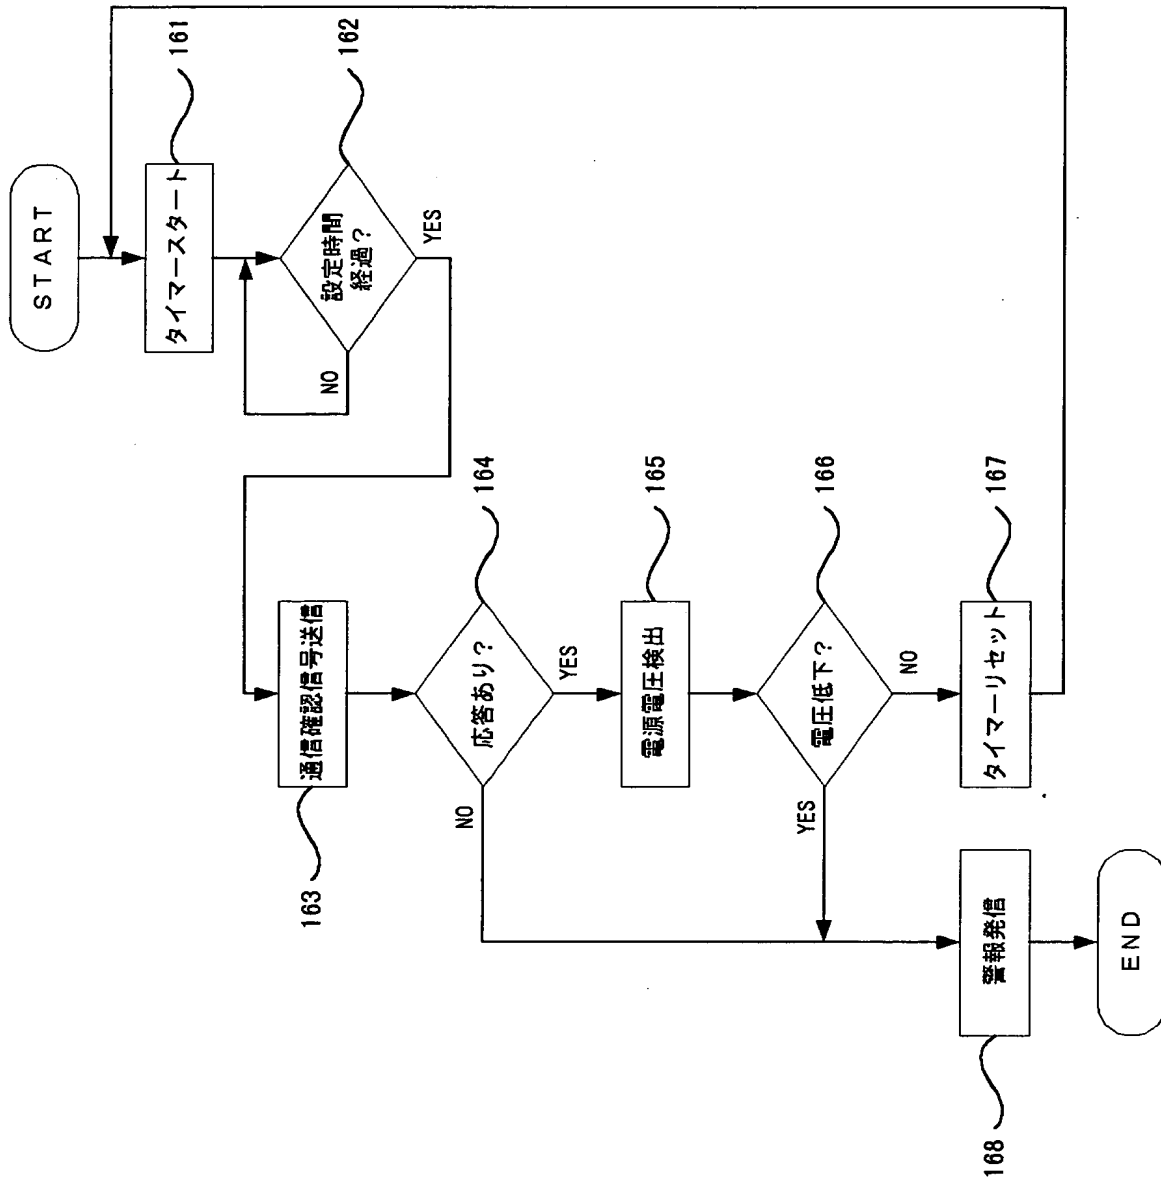 START
タイマースタート
161
設定時間
経過？
162
NO
YES
通信確認信号送信
163
応答あり？
164
NO
YES
電源電圧検出
165
電圧低下？
166
YES
NO
タイマーリセット
167
警報発信
168
END